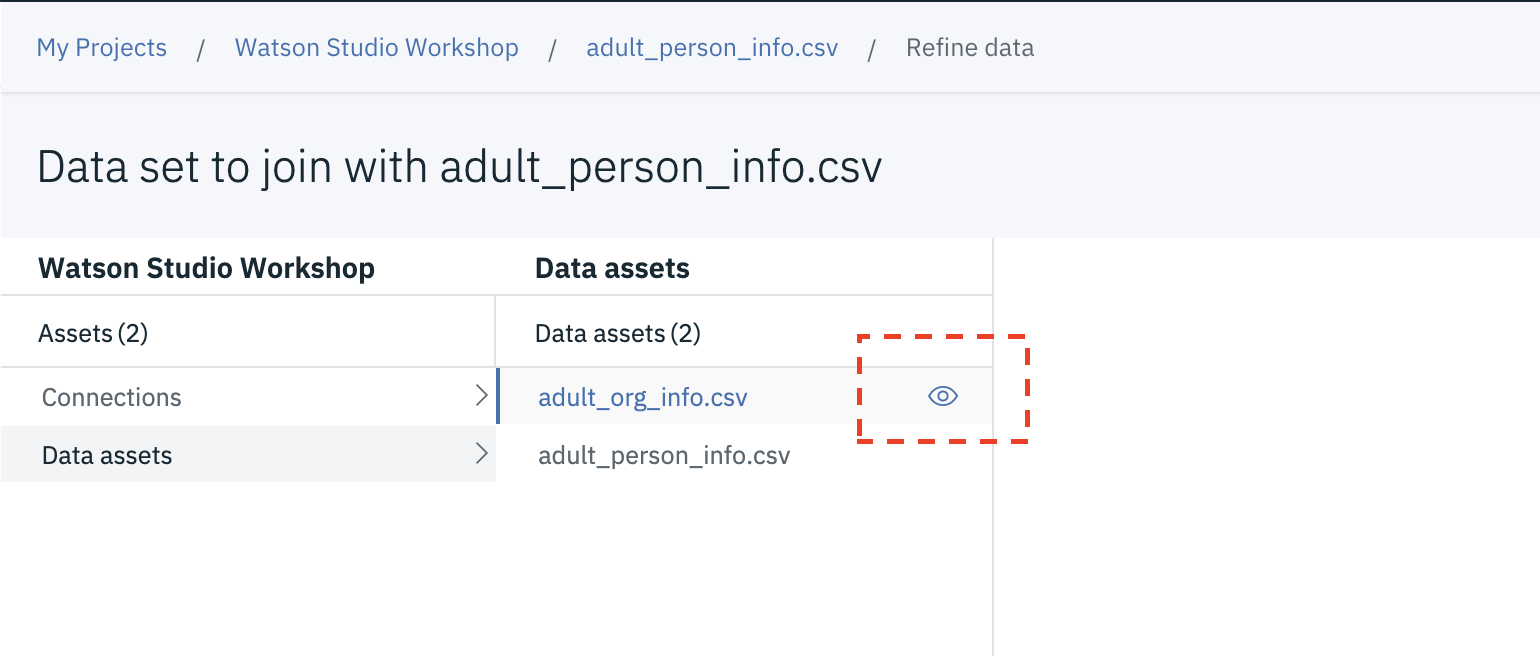 My Projects / Watson Studio Workshop / adult_person_info.csv / Refine data
Data set to join with adult_person_info.csv
Watson Studio Workshop
Data assets
Assets (2)
Data assets (2)
Connections
adult_org_info.csv
Data assets
adult_person_info.csv